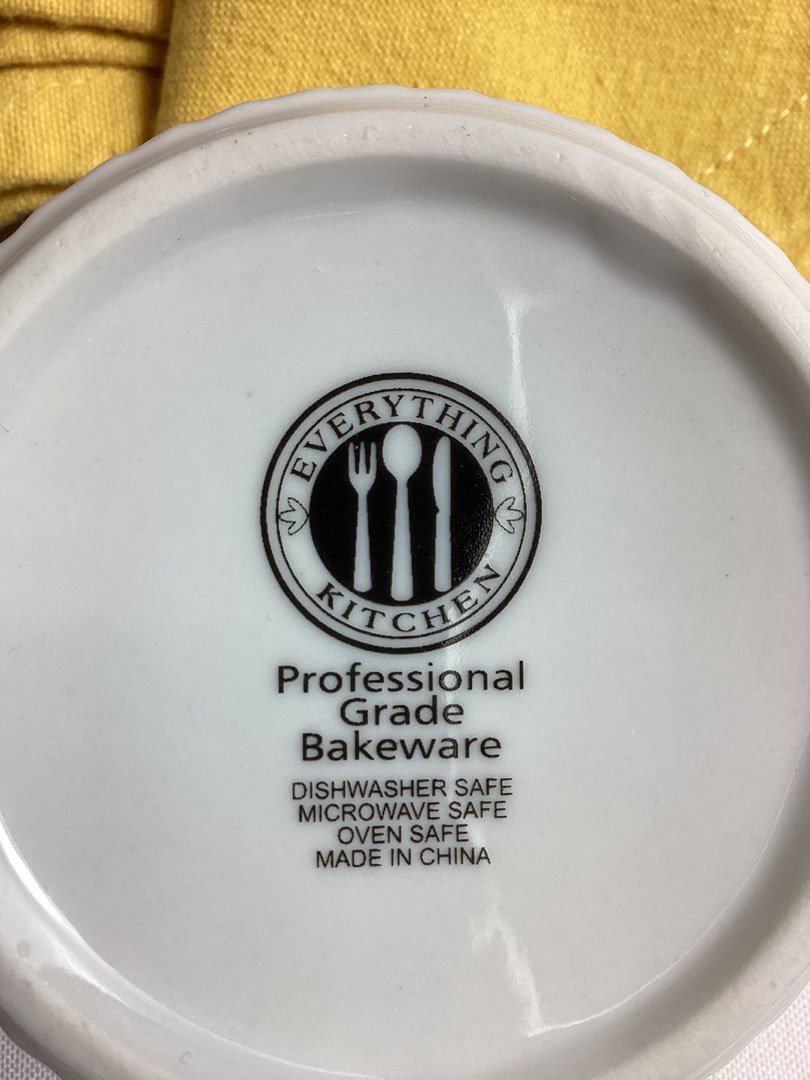 EVERYTHING
KITCHEN
Professional
Grade
Bakeware
DISHWASHER SAFE
MICROWAVE SAFE
OVEN SAFE
MADE IN CHINA